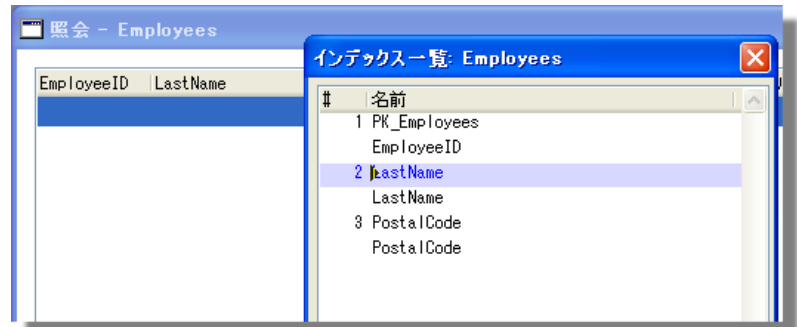 照会 - Employees
EmployeeID LastName
インデックス一覧: Employees
# 名前
1 PK_Employees
EmployeeID
2 LastName
LastName
3 PostalCode
PostalCode